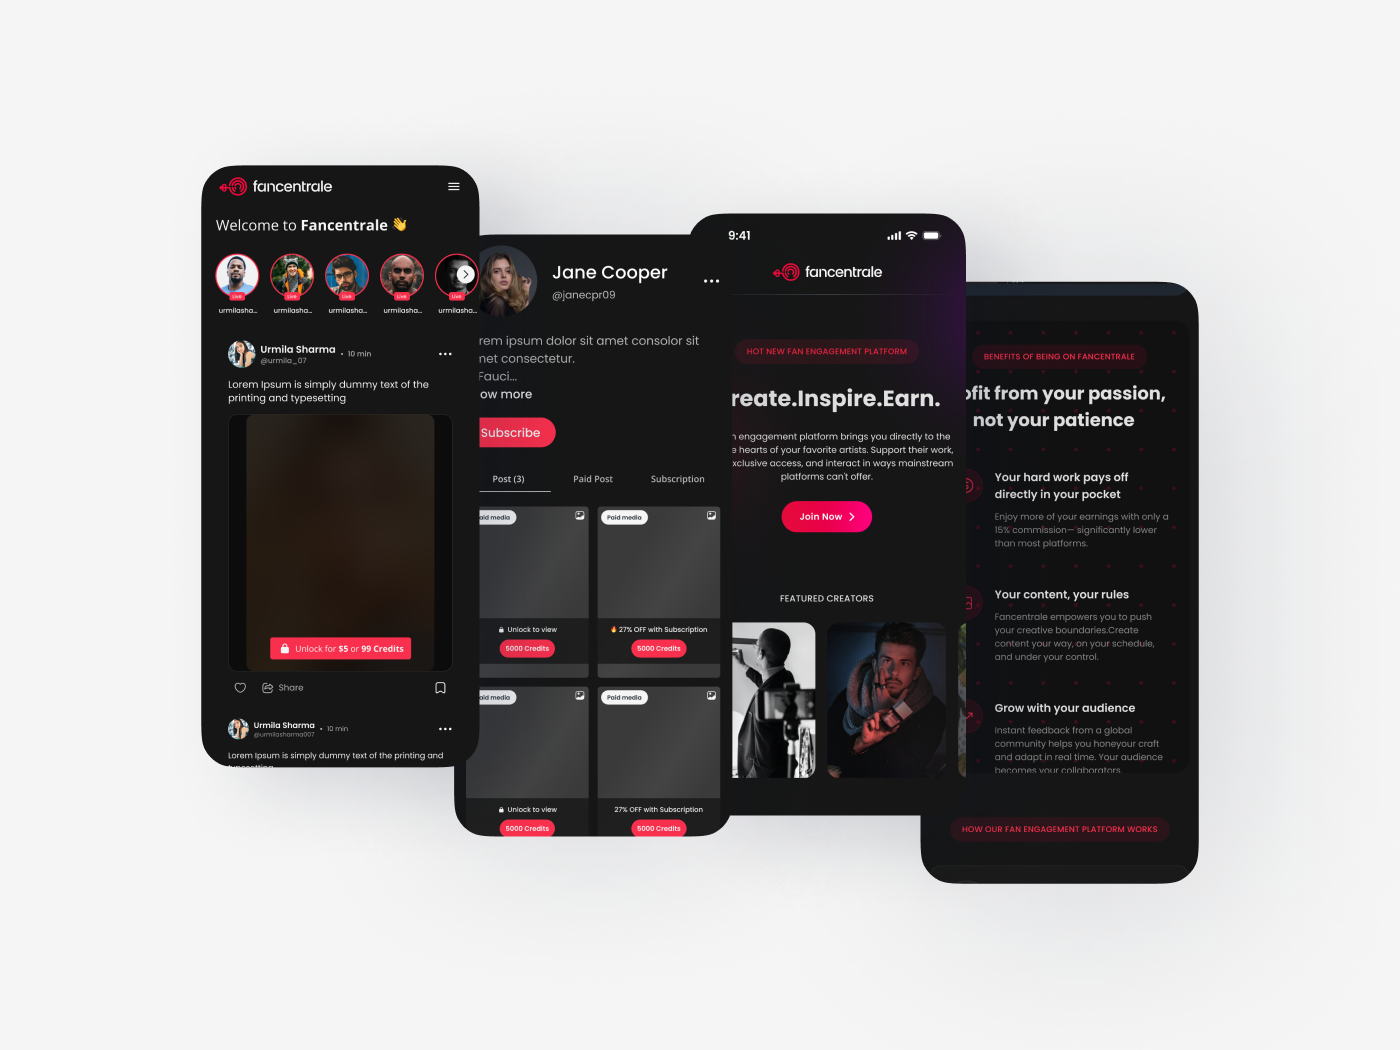 fancentrale
Welcome to Fancentrale 👋
Live
Live
Live
Live
Live
urmilasha...
urmilasha...
urmilasha...
urmilasha...
urmilasha...
Urmila Sharma • 10 min
@urmila_07
Lorem Ipsum is simply dummy text of the
printing and typesetting
Unlock for $5 or 99 Credits
Share
Urmila Sharma • 10 min
@urmilasharma007
Lorem Ipsum is simply dummy text of the printing and
typesetting
Jane Cooper
@janecpr09
rem ipsum dolor sit amet consolor sit
net consectetur.
Fauci...
ow more
Subscribe
Post (3)
Paid Post
Subscription
aid media
Paid media
Unlock to view
🔥 27% OFF with Subscription
5000 Credits
5000 Credits
aid media
Paid media
Unlock to view
27% OFF with Subscription
5000 Credits
5000 Credits
9:41
fancentrale
HOT NEW FAN ENGAGEMENT PLATFORM
reate.Inspire.Earn.
n engagement platform brings you directly to the
e hearts of your favorite artists. Support their work,
xclusive access, and interact in ways mainstream
platforms can't offer.
Join Now
FEATURED CREATORS
BENEFITS OF BEING ON FANCENTRALE
ofit from your passion,
not your patience
Your hard work pays off
directly in your pocket
Enjoy more of your earnings with only a
15% commission— significantly lower
than most platforms.
Your content, your rules
Fancentrale empowers you to push
your creative boundaries.Create
content your way, on your schedule,
and under your control.
Grow with your audience
Instant feedback from a global
community helps you honeyour craft
and adapt in real time. Your audience
becomes your collaborators.
HOW OUR FAN ENGAGEMENT PLATFORM WORKS